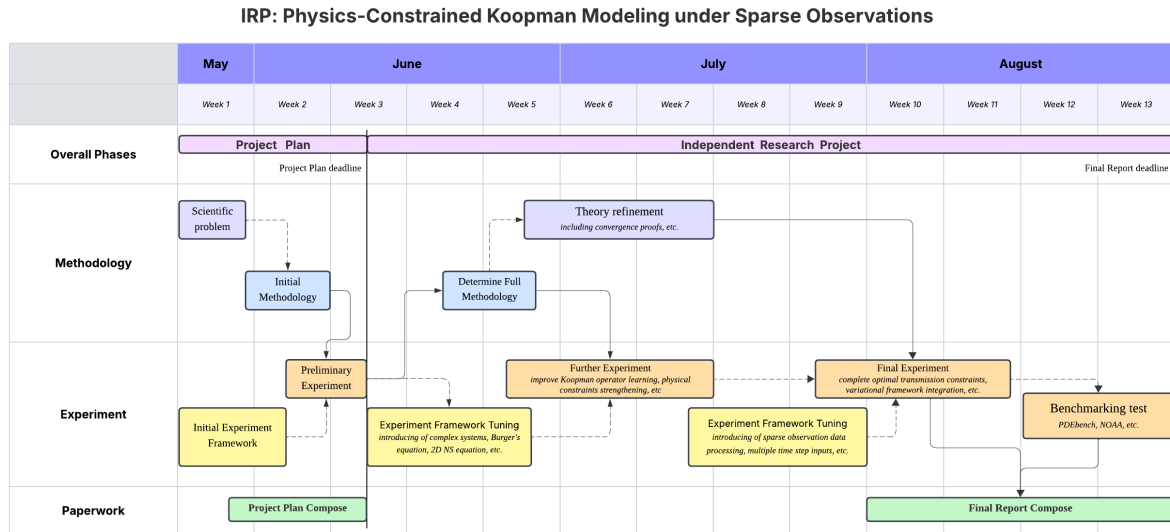 IRP: Physics-Constrained Koopman Modeling under Sparse Observations
May
June
July
August
Week 1
Week 2
Week 3
Week 4
Week 5
Week 6
Week 7
Week 8
Week 9
Week 10
Week 11
Week 12
Week 13
Overall Phases
Project Plan
Independent Research Project
Project Plan deadline
Final Report deadline
Methodology
Scientific
problem
Theory refinement
including convergence proofs, etc.
Initial
Methodology
Determine Full
Methodology
Experiment
Preliminary
Experiment
Further Experiment
improve Koopman operator learning, physical
constraints strengthening, etc
Final Experiment
complete optimal transmission constraints,
variational framework integration, etc.
Initial Experiment
Framework
Experiment Framework Tuning
introducing of complex systems, Burger's
equation, 2D NS equation, etc.
Experiment Framework Tuning
introducing of sparse observation data
processing, multiple time step inputs, etc.
Benchmarking test
PDEbench, NOAA, etc.
Paperwork
Project Plan Compose
Final Report Compose